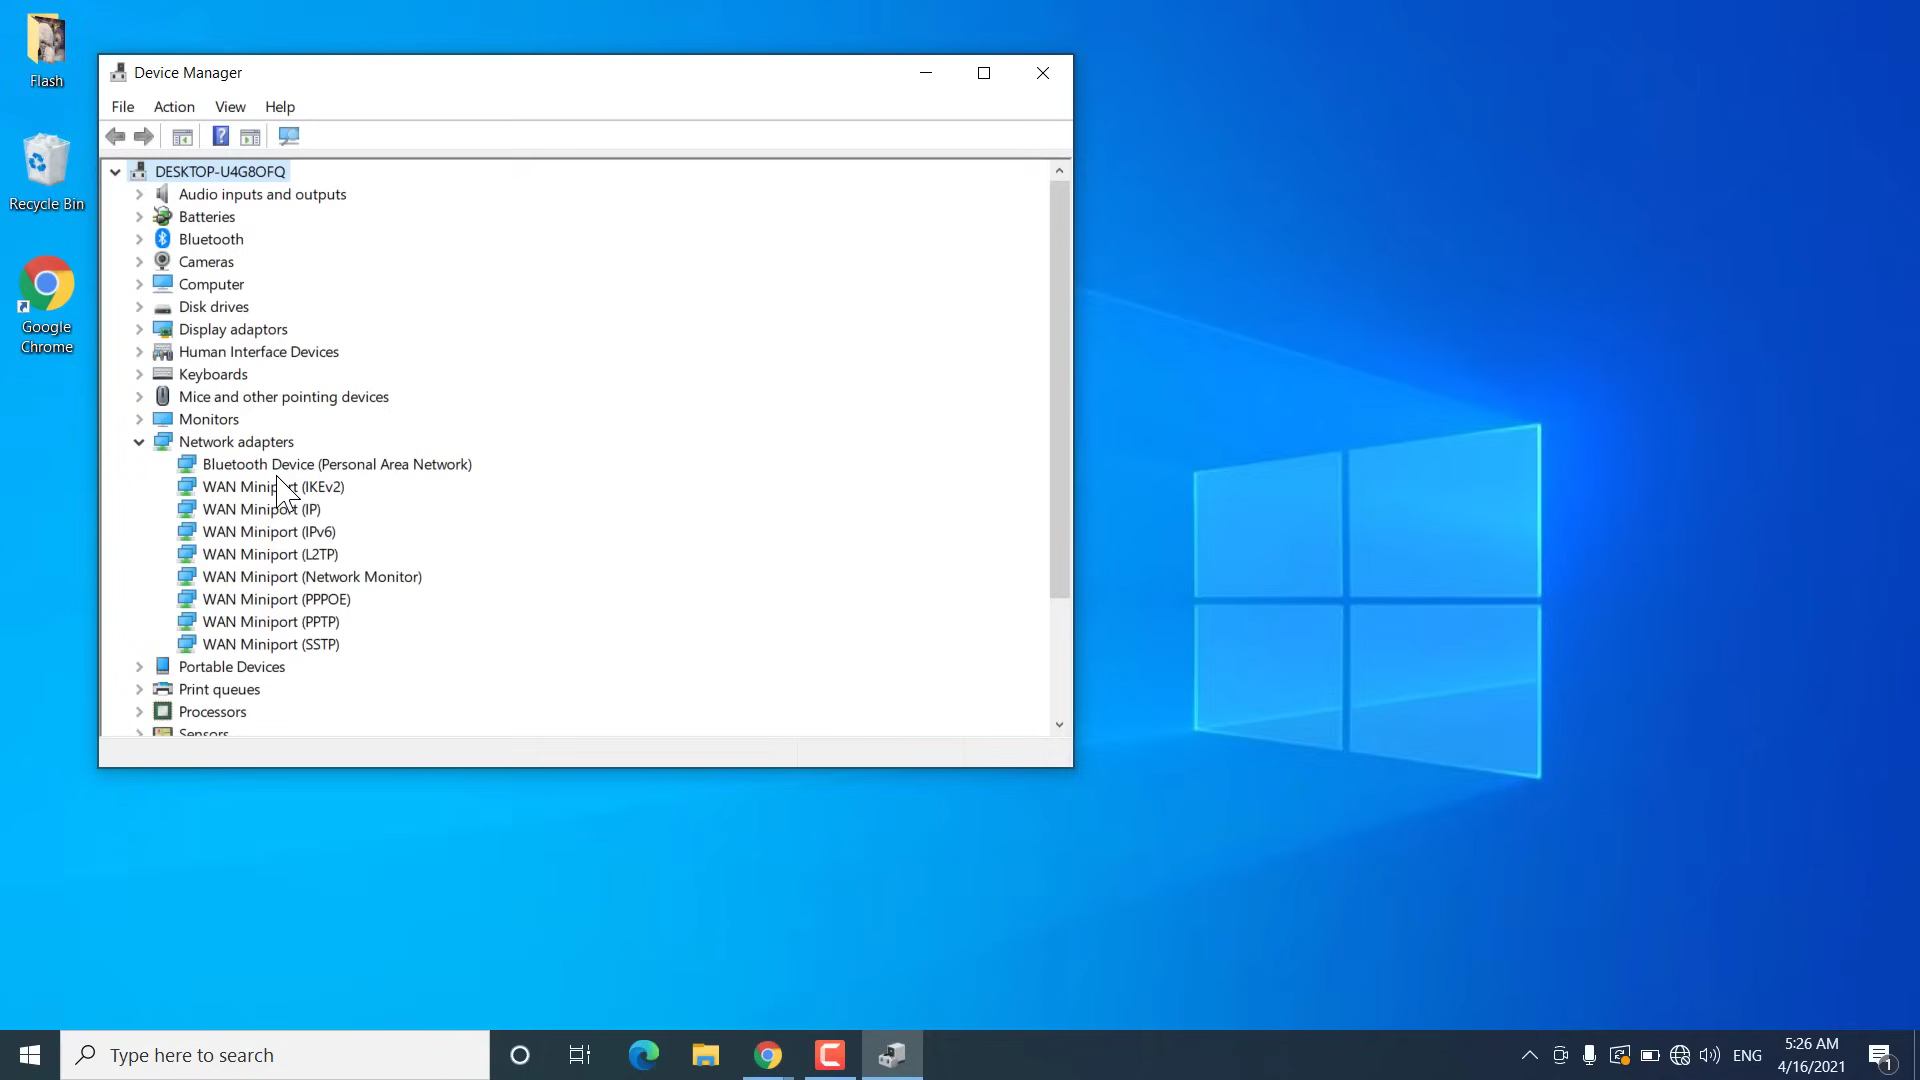 Flash
Recycle Bin
Google
Chrome
Device Manager
File Action View Help
DESKTOP-U4G8OFQ
Audio inputs and outputs
Batteries
Bluetooth
Cameras
Computer
Disk drives
Display adaptors
Human Interface Devices
Keyboards
Mice and other pointing devices
Monitors
Network adapters
Bluetooth Device (Personal Area Network)
WAN Miniport (IKEv2)
WAN Miniport (IP)
WAN Miniport (IPv6)
WAN Miniport (L2TP)
WAN Miniport (Network Monitor)
WAN Miniport (PPPOE)
WAN Miniport (PPTP)
WAN Miniport (SSTP)
Portable Devices
Print queues
Processors
Sensors
Type here to search
ENG
5:26 AM
4/16/2021
1